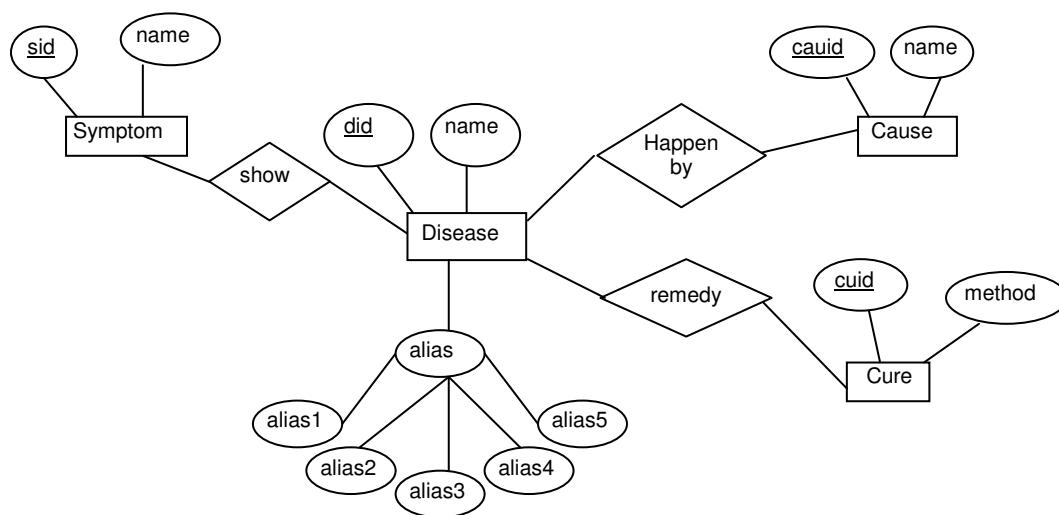 sid
name
Symptom
show
did
name
Disease
Happen
by
cauid
name
Cause
remedy
cuid
method
Cure
alias
alias1
alias2
alias3
alias4
alias5